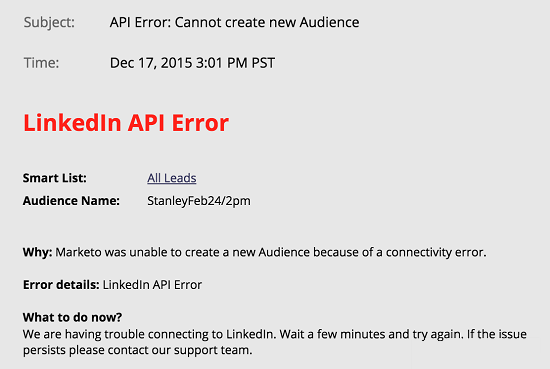 Subject: API Error: Cannot create new Audience
Time: Dec 17, 2015 3:01 PM PST
LinkedIn API Error
Smart List: All Leads
Audience Name: StanleyFeb24/2pm
Why: Marketo was unable to create a new Audience because of a connectivity error.
Error details: LinkedIn API Error
What to do now?
We are having trouble connecting to LinkedIn. Wait a few minutes and try again. If the issue
persists please contact our support team.